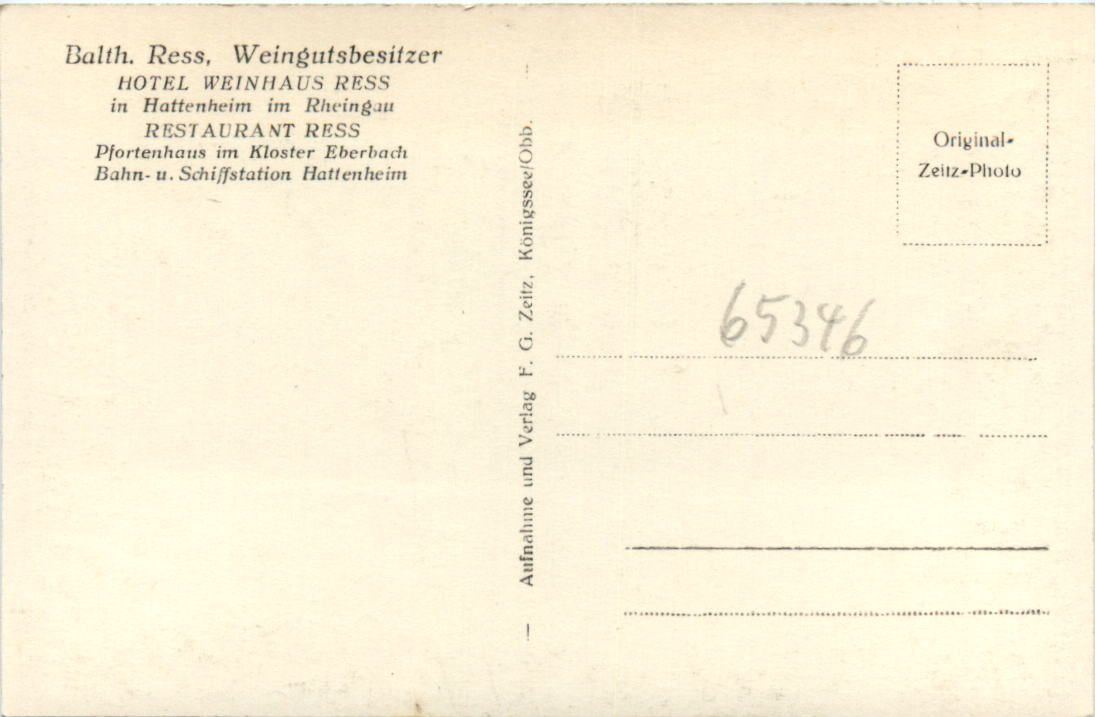 Balth. Ress, Weingutsbesitzer
HOTEL WEINHAUS RESS
in Hattenheim im Rheingau
RESTAURANT RESS
Pfortenhaus im Kloster Eberbach
Bahn- u. Schiffstation Hattenheim
Aufnahme und Verlag F. G. Zeitz, Königssee/Obb.
Original-
Zeitz-Photo
65346